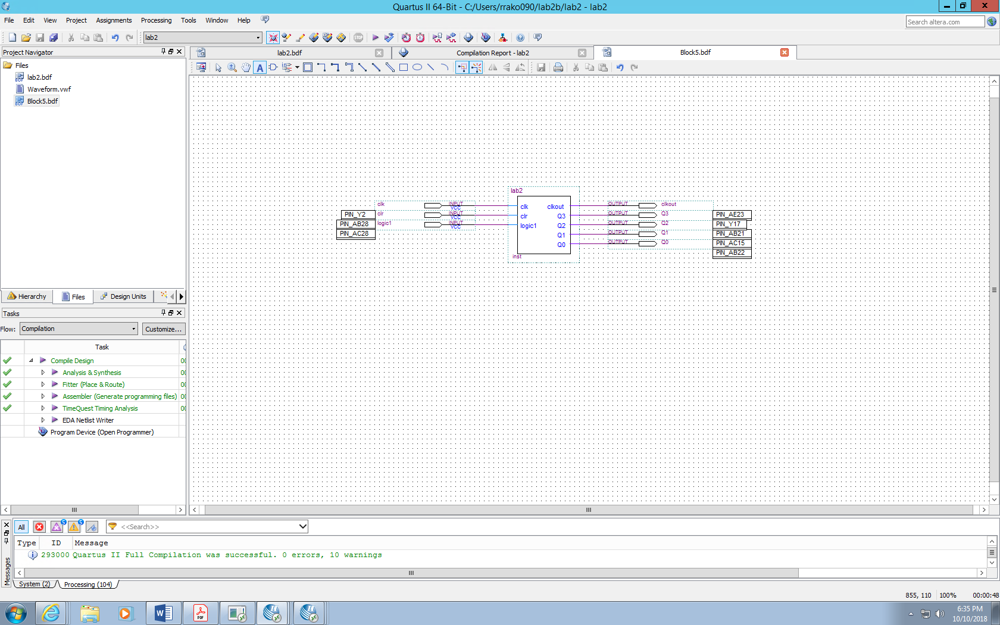 Quartus II 64-Bit - C:/Users/rrako090/lab2b/lab2 - lab2
File Edit View Project Assignments Processing Tools Window Help
Search altera.com
lab2
Project Navigator
lab2.bdf
Compilation Report - lab2
Block5.bdf
Files
lab2.bdf
Waveform.vwf
Block5.bdf
lab2
clk INPUT VCC
clr INPUT VCC
logic1 INPUT VCC
PIN_Y2
PIN_AB28
PIN_AC28
clk clkout
clr Q3
logic1 Q2
Q1
Q0
inst
OUTPUT clkout
OUTPUT Q3
OUTPUT Q2
OUTPUT Q1
OUTPUT Q0
PIN_AE23
PIN_Y17
PIN_AB21
PIN_AC15
PIN_AB22
Hierarchy Files Design Units
Tasks
Flow: Compilation Customize...
Task
Compile Design 00
Analysis & Synthesis 00
Fitter (Place & Route) 00
Assembler (Generate programming files) 00
TimeQuest Timing Analysis 00
EDA Netlist Writer
Program Device (Open Programmer)
All 5 5 <<Search>>
Type ID Message
293000 Quartus II Full Compilation was successful. 0 errors, 10 warnings
Messages
System (2) Processing (104)
855, 110 100% 00:00:48
6:35 PM
10/10/2018